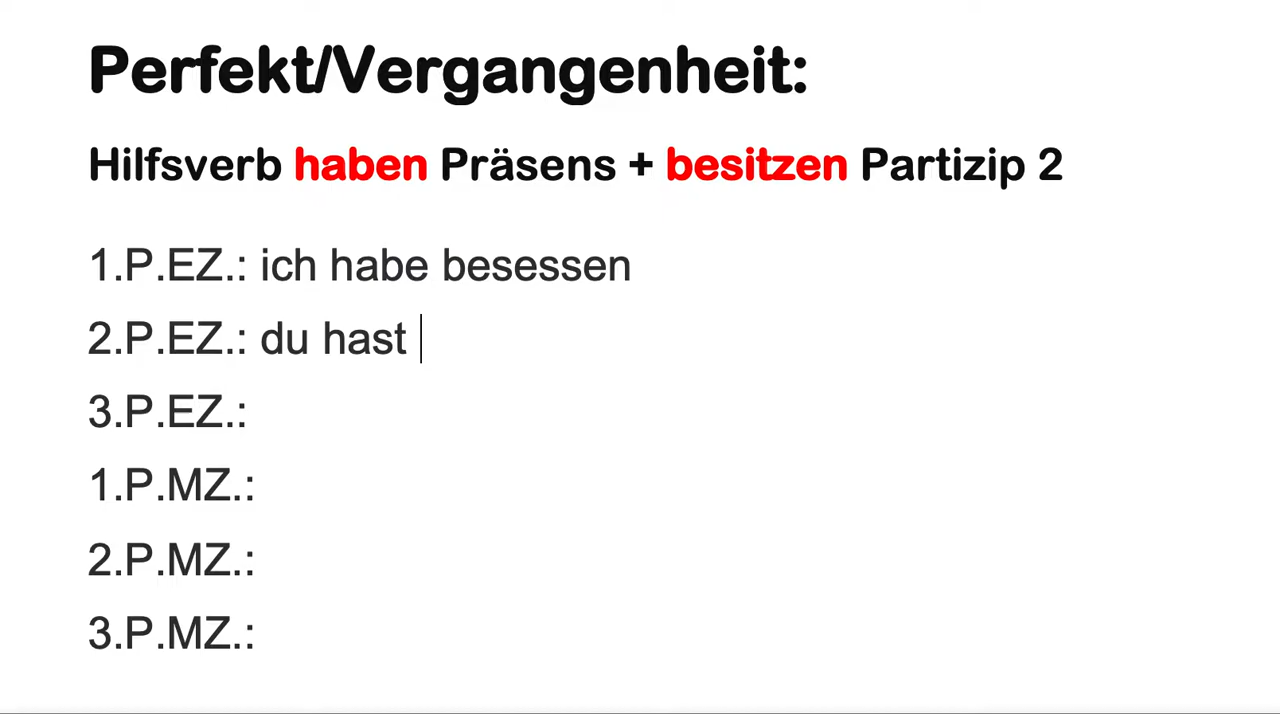 Perfekt/Vergangenheit:
Hilfsverb haben Präsens + besitzen Partizip 2
1.P.EZ.: ich habe besessen
2.P.EZ.: du hast
3.P.EZ.:
1.P.MZ.:
2.P.MZ.:
3.P.MZ.: